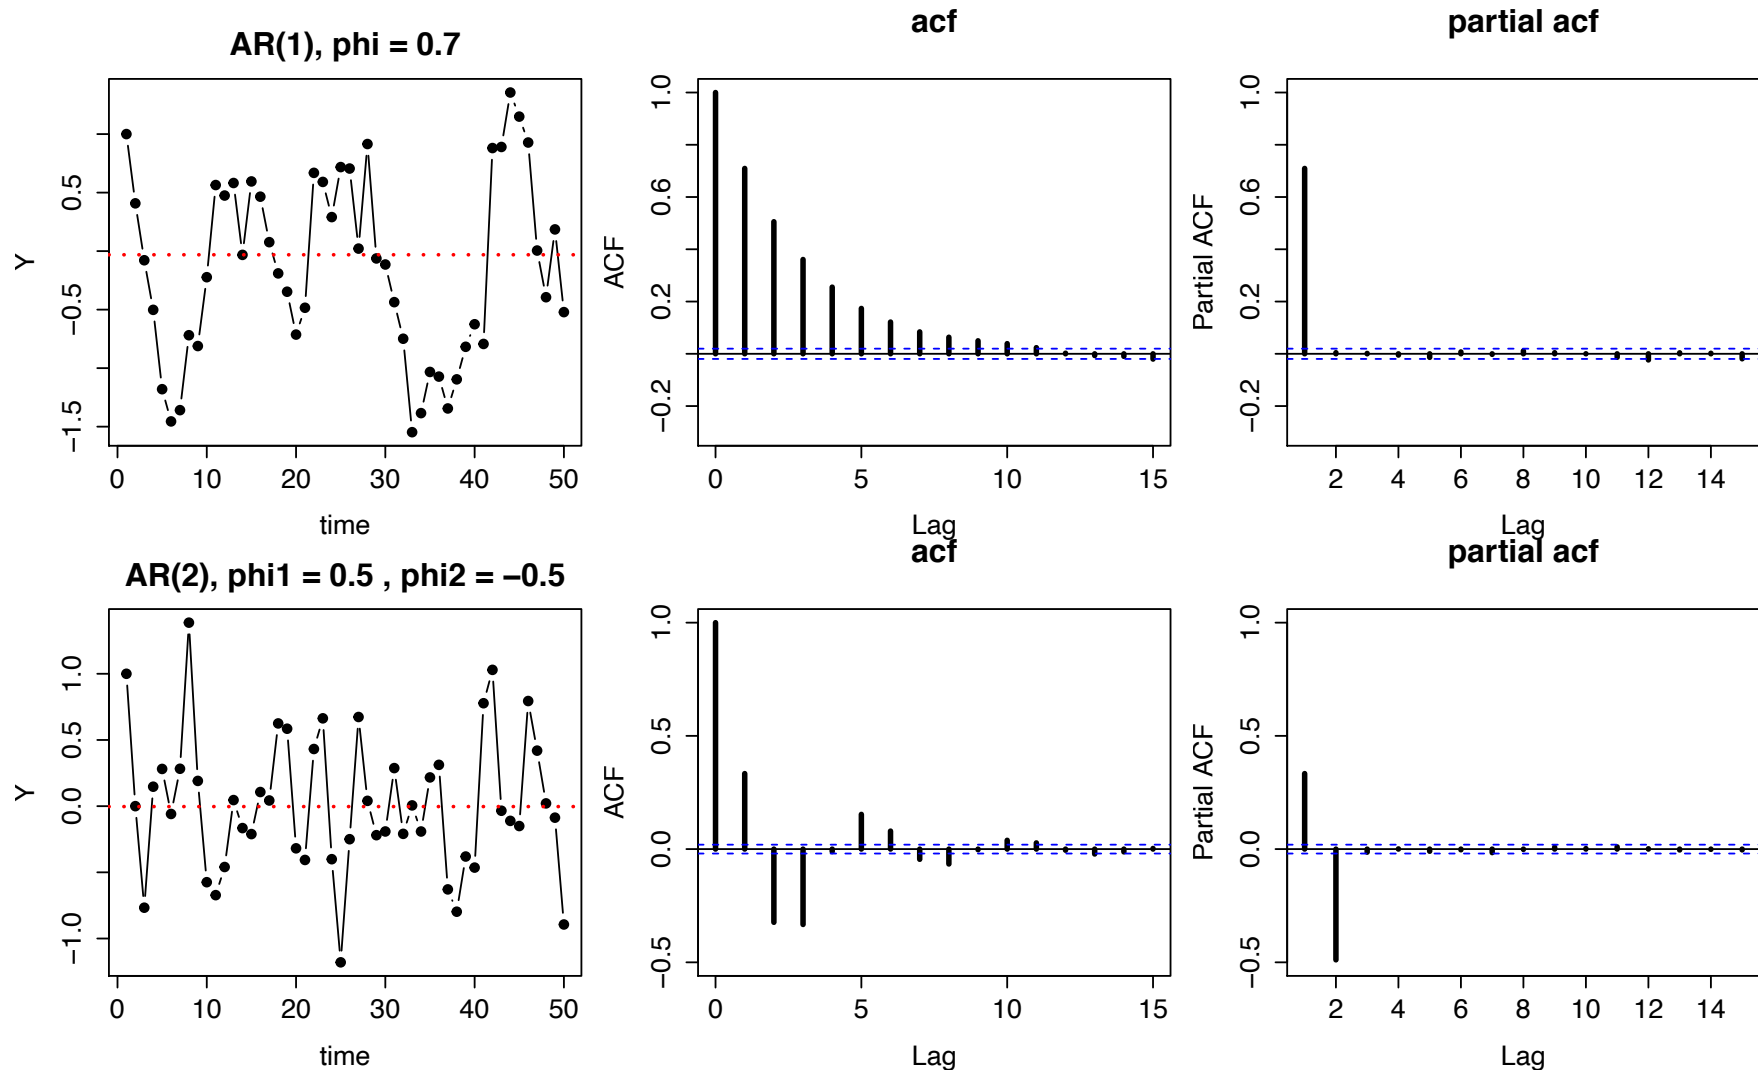 AR(1), phi = 0.7
Y
−1.5 −0.5 0.5
0 10 20 30 40 50
time
acf
ACF
−0.2 0.2 0.6 1.0
0 5 10 15
Lag
partial acf
Partial ACF
−0.2 0.2 0.6 1.0
2 4 6 8 10 12 14
Lag
AR(2), phi1 = 0.5 , phi2 = −0.5
Y
−1.0 0.0 0.5 1.0
0 10 20 30 40 50
time
acf
ACF
−0.5 0.0 0.5 1.0
0 5 10 15
Lag
partial acf
Partial ACF
−0.5 0.0 0.5 1.0
2 4 6 8 10 12 14
Lag